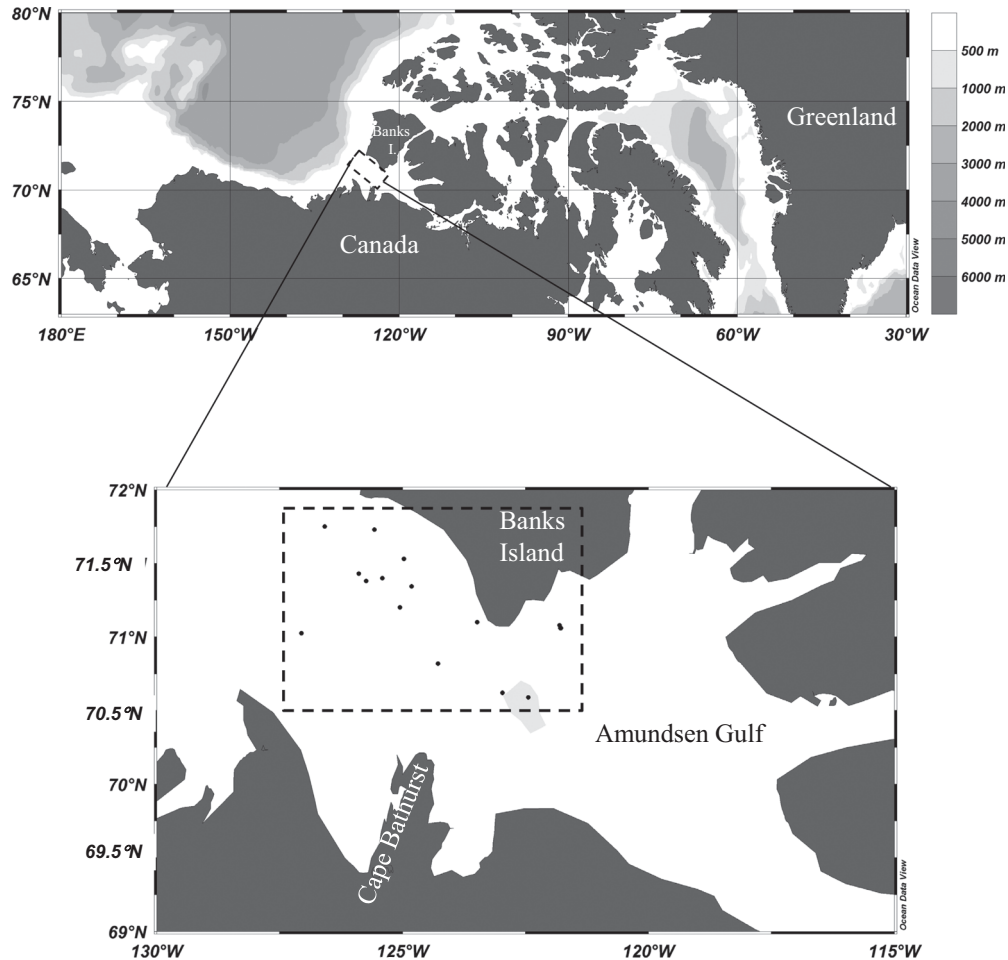 80°N
75°N
70°N
65°N
180°E
150°W
120°W
90°W
60°W
30°W
Banks
I.
Canada
Greenland
Ocean Data View
500 m
1000 m
2000 m
3000 m
4000 m
5000 m
6000 m
72°N
71.5°N
71°N
70.5°N
70°N
69.5°N
69°N
130°W
125°W
120°W
115°W
Banks
Island
Amundsen Gulf
Cape Bathurst
Ocean Data View